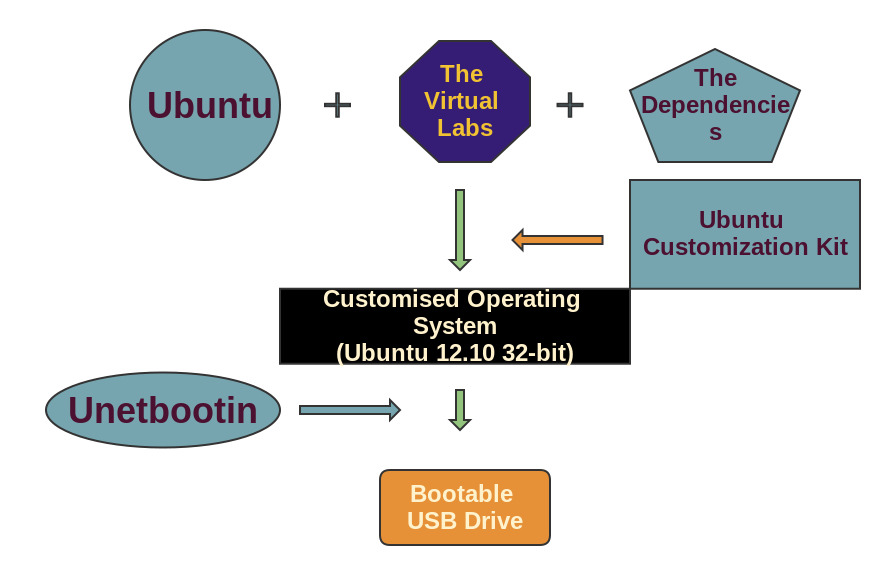 Ubuntu
+
The
Virtual
Labs
+
The
Dependencie
s
Ubuntu
Customization Kit
Customised Operating
System
(Ubuntu 12.10 32-bit)
Unetbootin
Bootable
USB Drive